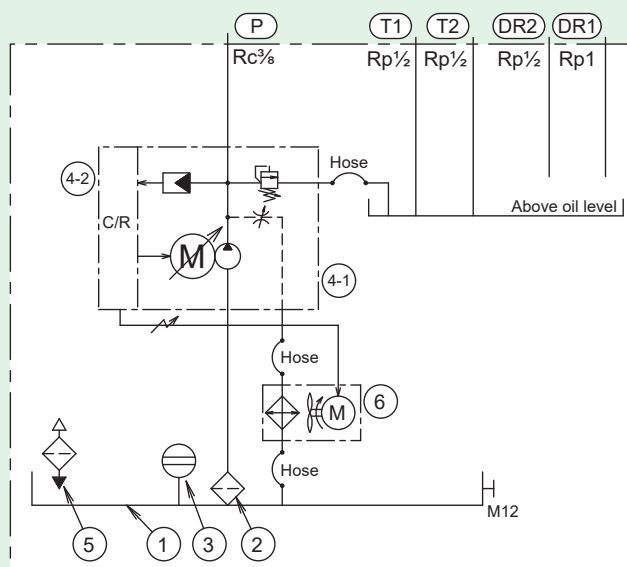 P T1 T2 DR2 DR1
Rc⅜ Rp½ Rp½ Rp½ Rp1
Hose
4-2
C/R
Above oil level
M
4-1
Hose
6
M
Hose
M12
5 1 3 2